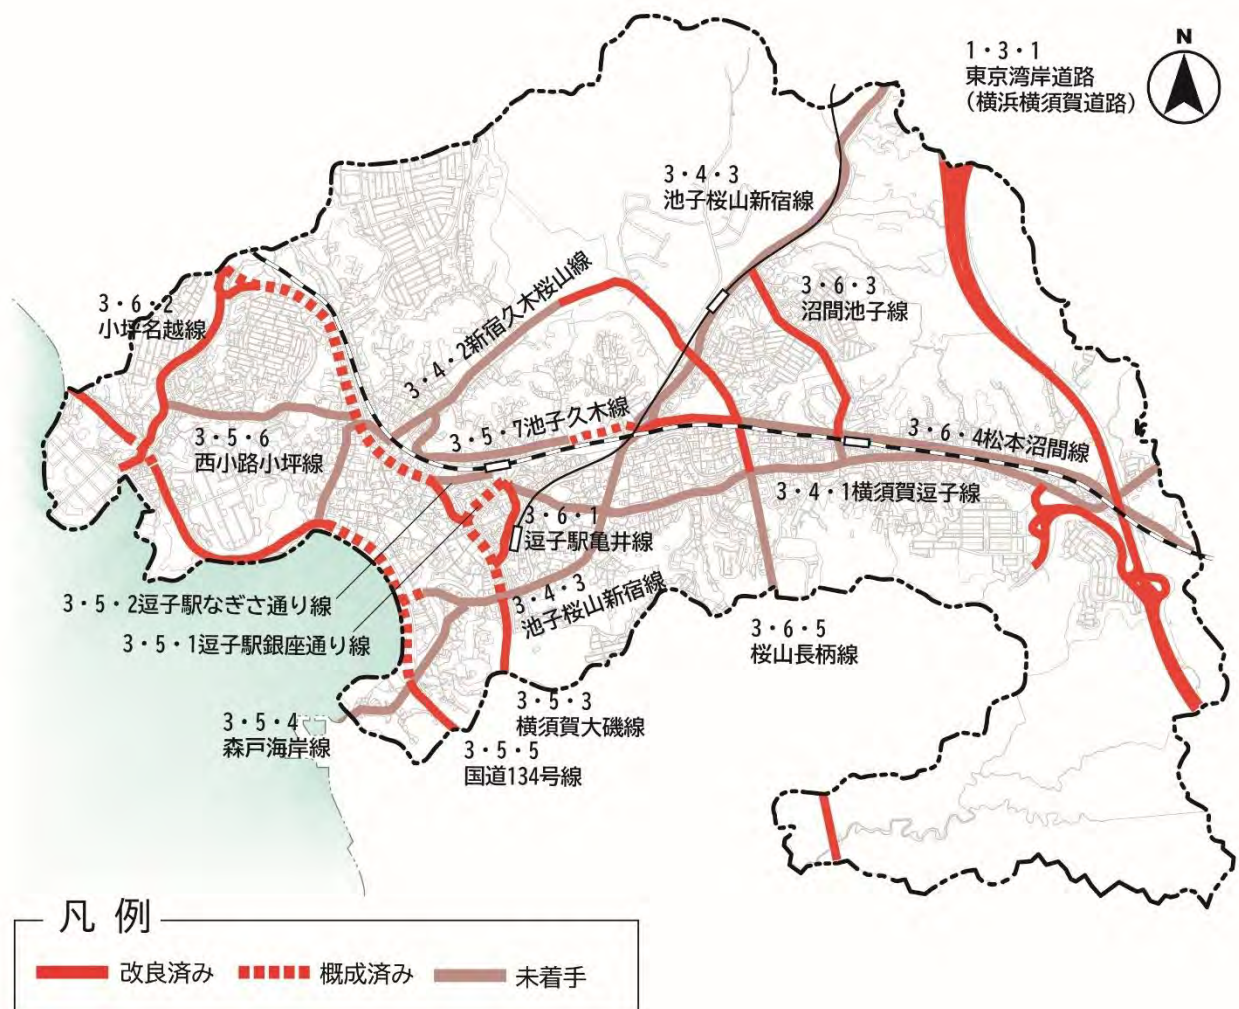 N
1・3・1
東京湾岸道路
(横浜横須賀道路)
3・4・3
池子桜山新宿線
3・6・3
沼間池子線
3・6・2
小坪名越線
3・4・2新宿久木桜山線
3・5・7池子久木線
3・6・4松本沼間線
3・5・6
西小路小坪線
3・4・1横須賀逗子線
3・6・1
逗子駅亀井線
3・4・3
池子桜山新宿線
3・5・2逗子駅なぎさ通り線
3・5・1逗子駅銀座通り線
3・6・5
桜山長柄線
3・5・3
横須賀大磯線
3・5・4
森戸海岸線
3・5・5
国道134号線
凡 例
改良済み 概成済み 未着手